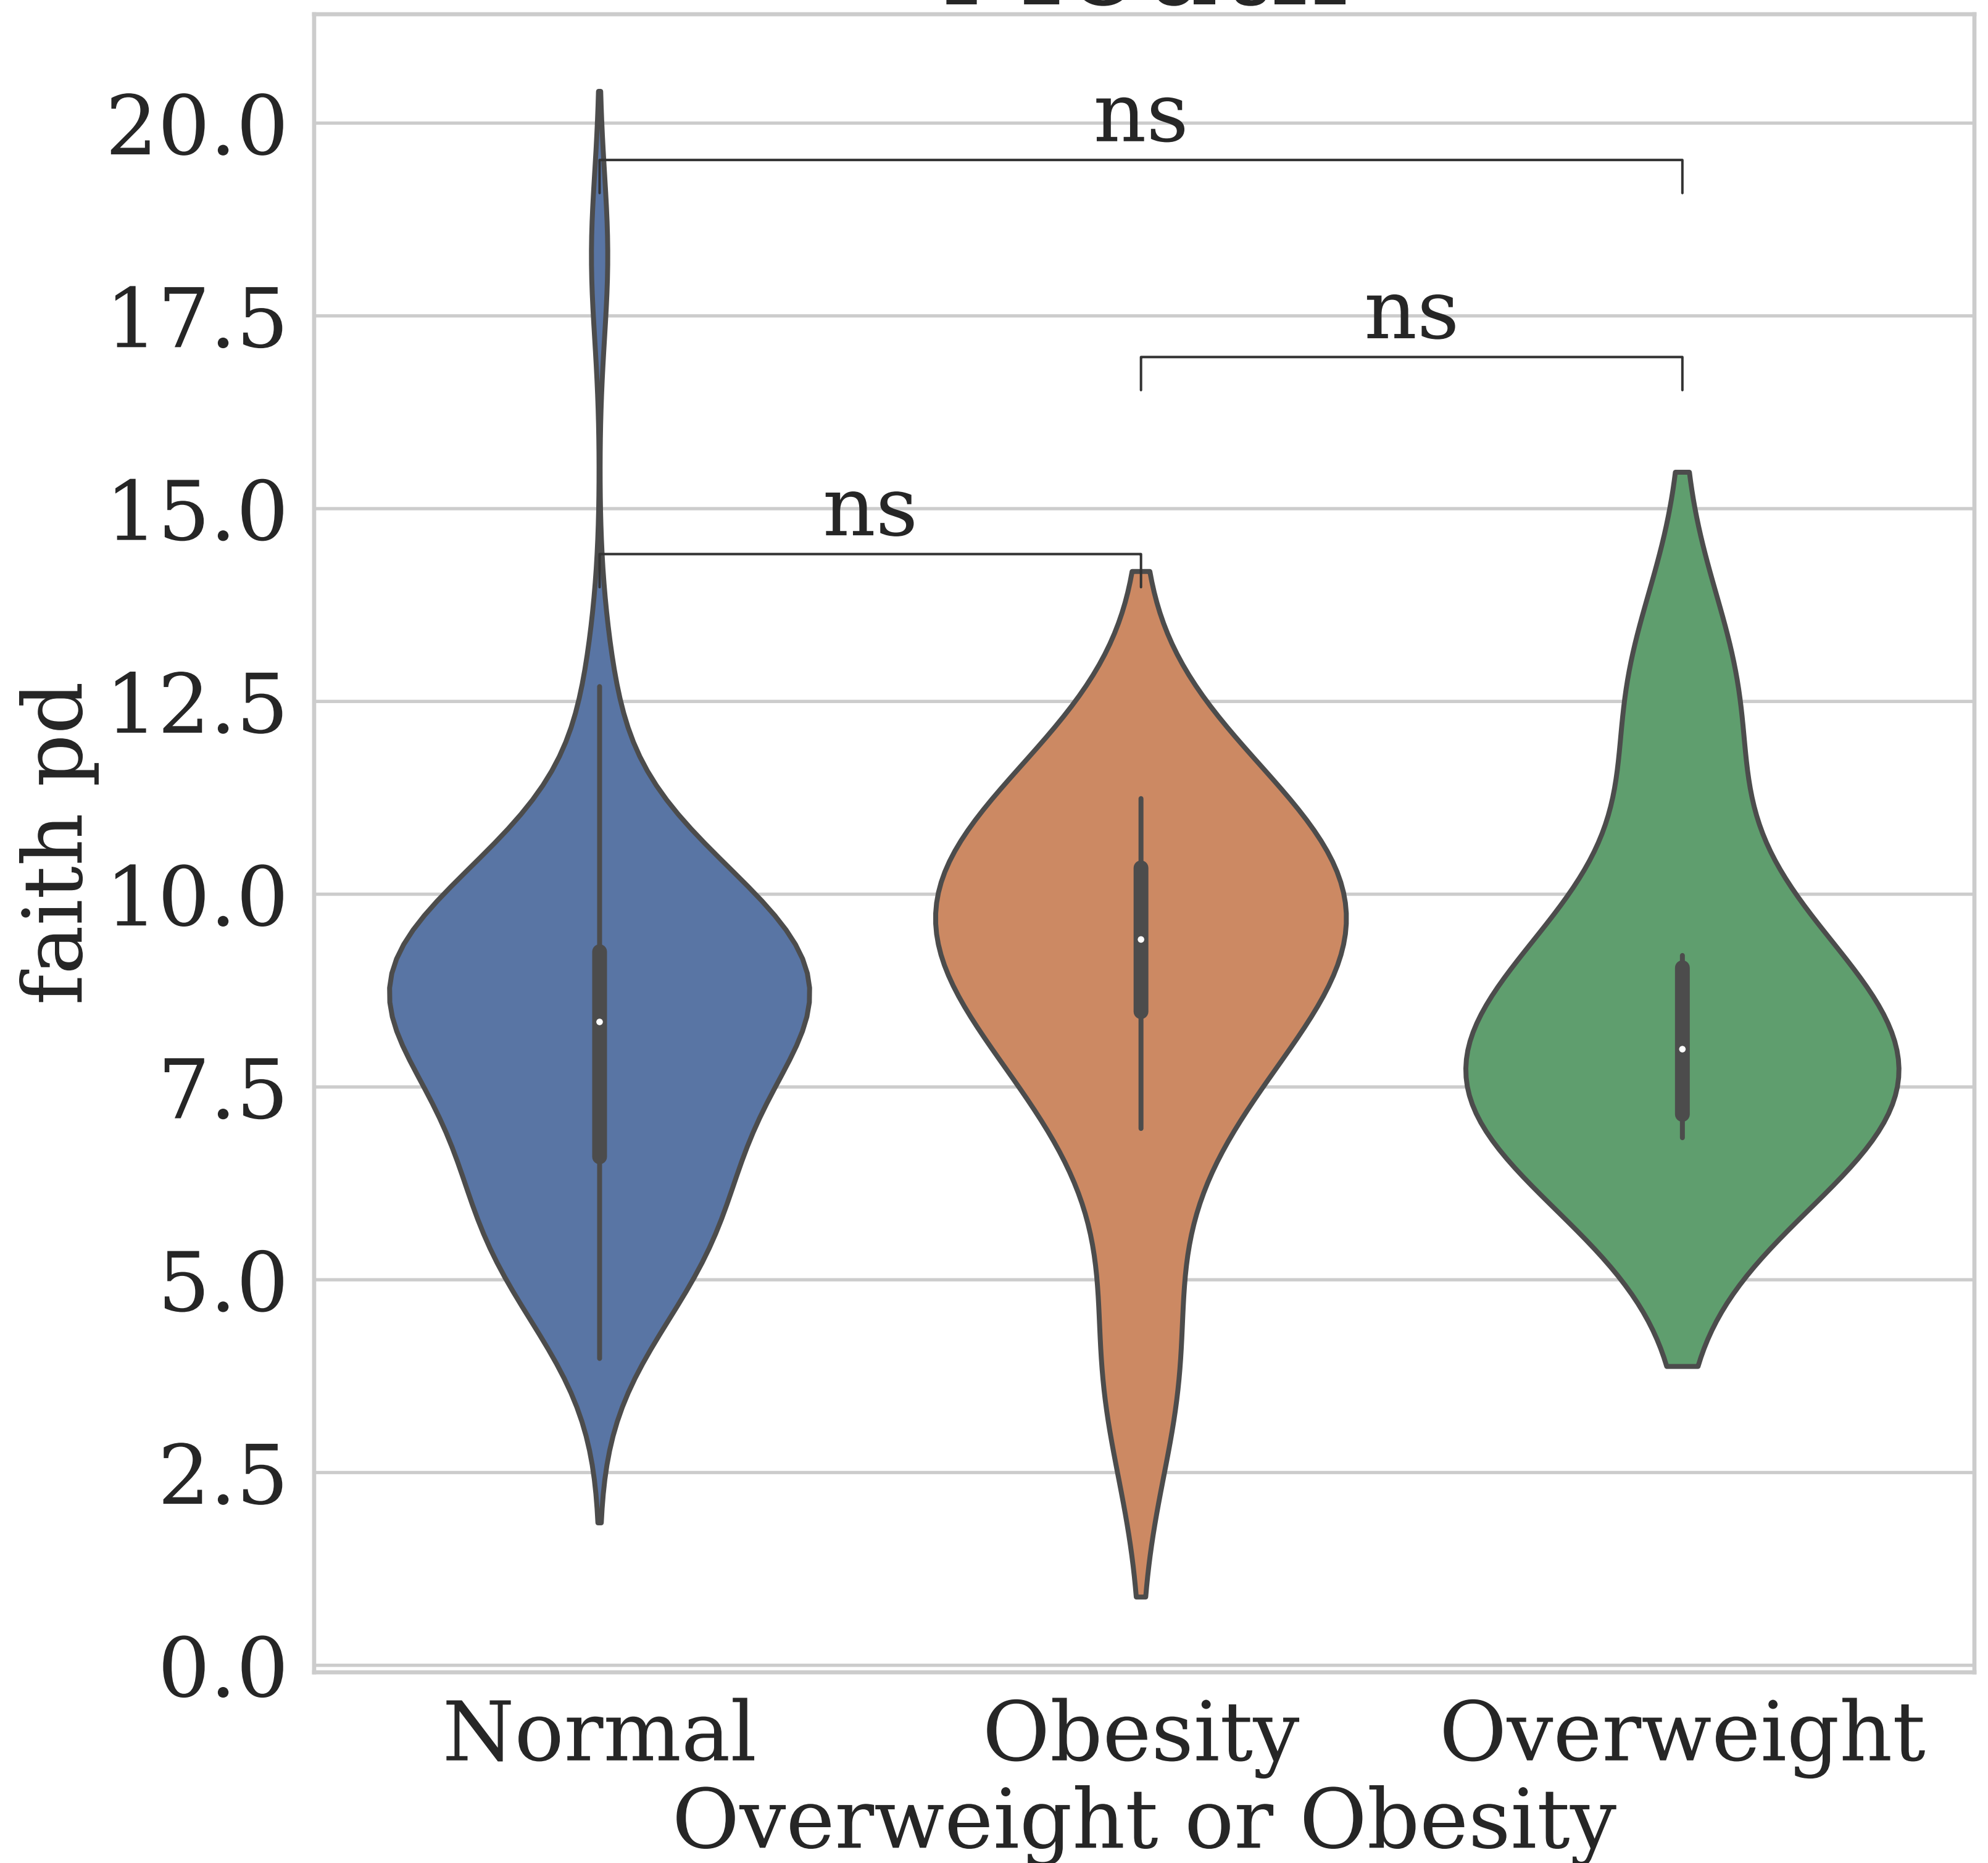 ns
20.0
17.5
ns
15.0
ns
12.5
faith pd
10.0
7.5
5.0
2.5
0.0
Normal Obesity Overweight
Overweight or Obesity